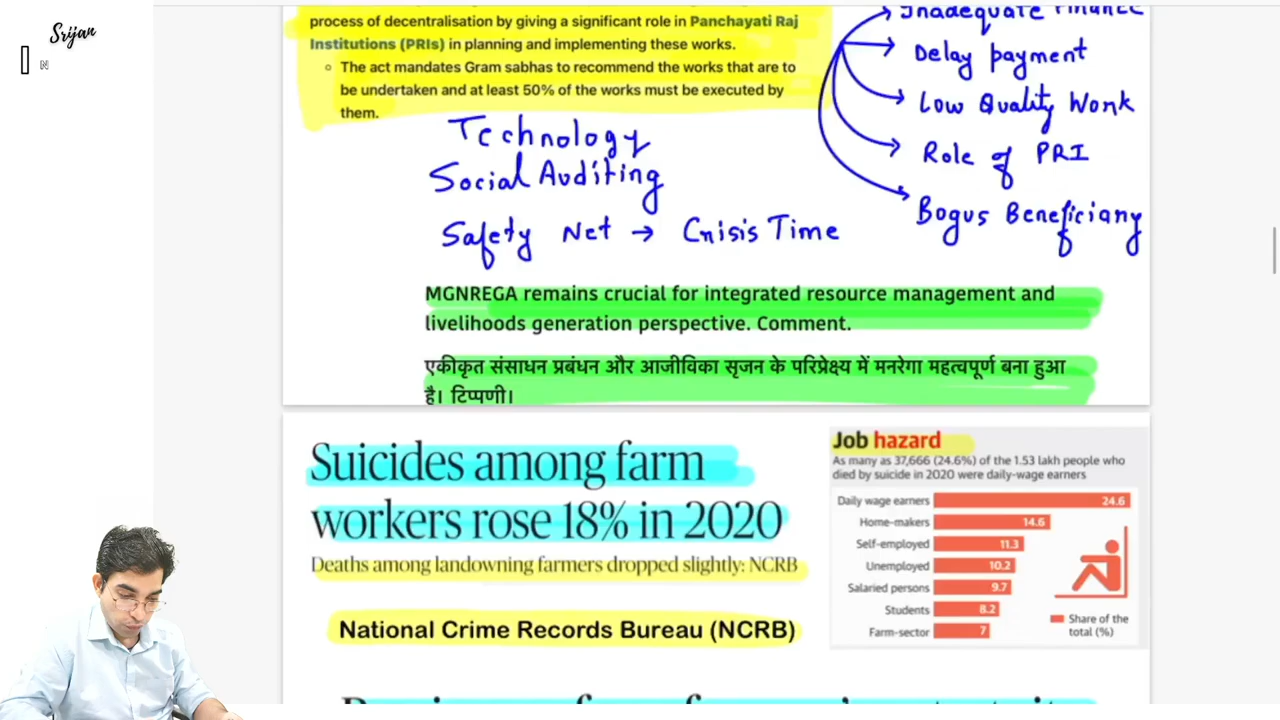 Srijan
N
process of decentralisation by giving a significant role in Panchayati Raj
Institutions (PRIs) in planning and implementing these works.
The act mandates Gram sabhas to recommend the works that are to
be undertaken and at least 50% of the works must be executed by
them.
Inadequate Finance
Delay payment
Low Quality Work
Role of PRI
Bogus Beneficiary
Technology
Social Auditing
Safety Net → Crisis Time
MGNREGA remains crucial for integrated resource management and
livelihoods generation perspective. Comment.
एकीकृत संसाधन प्रबंधन और आजीविका सृजन के परिप्रेक्ष्य में मनरेगा महत्वपूर्ण बना हुआ
है। टिप्पणी।
Suicides among farm
workers rose 18% in 2020
Deaths among landowning farmers dropped slightly: NCRB
National Crime Records Bureau (NCRB)
Job hazard
As many as 37,666 (24.6%) of the 1.53 lakh people who
died by suicide in 2020 were daily-wage earners
Daily wage earners 24.6
Home-makers 14.6
Self-employed 11.3
Unemployed 10.2
Salaried persons 9.7
Students 8.2
Farm-sector 7
Share of the
total (%)